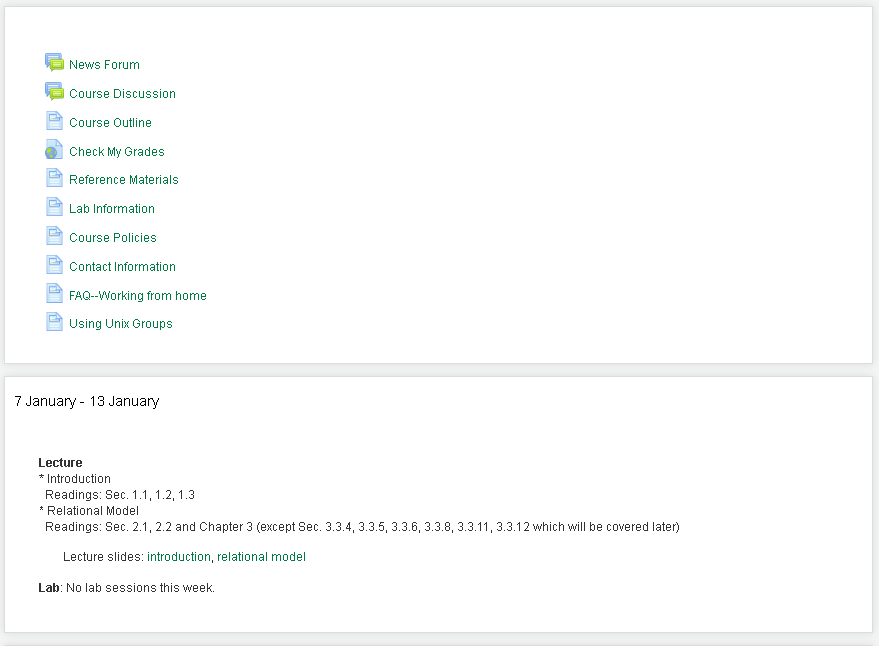 News Forum
Course Discussion
Course Outline
Check My Grades
Reference Materials
Lab Information
Course Policies
Contact Information
FAQ--Working from home
Using Unix Groups
7 January - 13 January
Lecture
* Introduction
Readings: Sec. 1.1, 1.2, 1.3
* Relational Model
Readings: Sec. 2.1, 2.2 and Chapter 3 (except Sec. 3.3.4, 3.3.5, 3.3.6, 3.3.8, 3.3.11, 3.3.12 which will be covered later)
Lecture slides: introduction, relational model
Lab: No lab sessions this week.